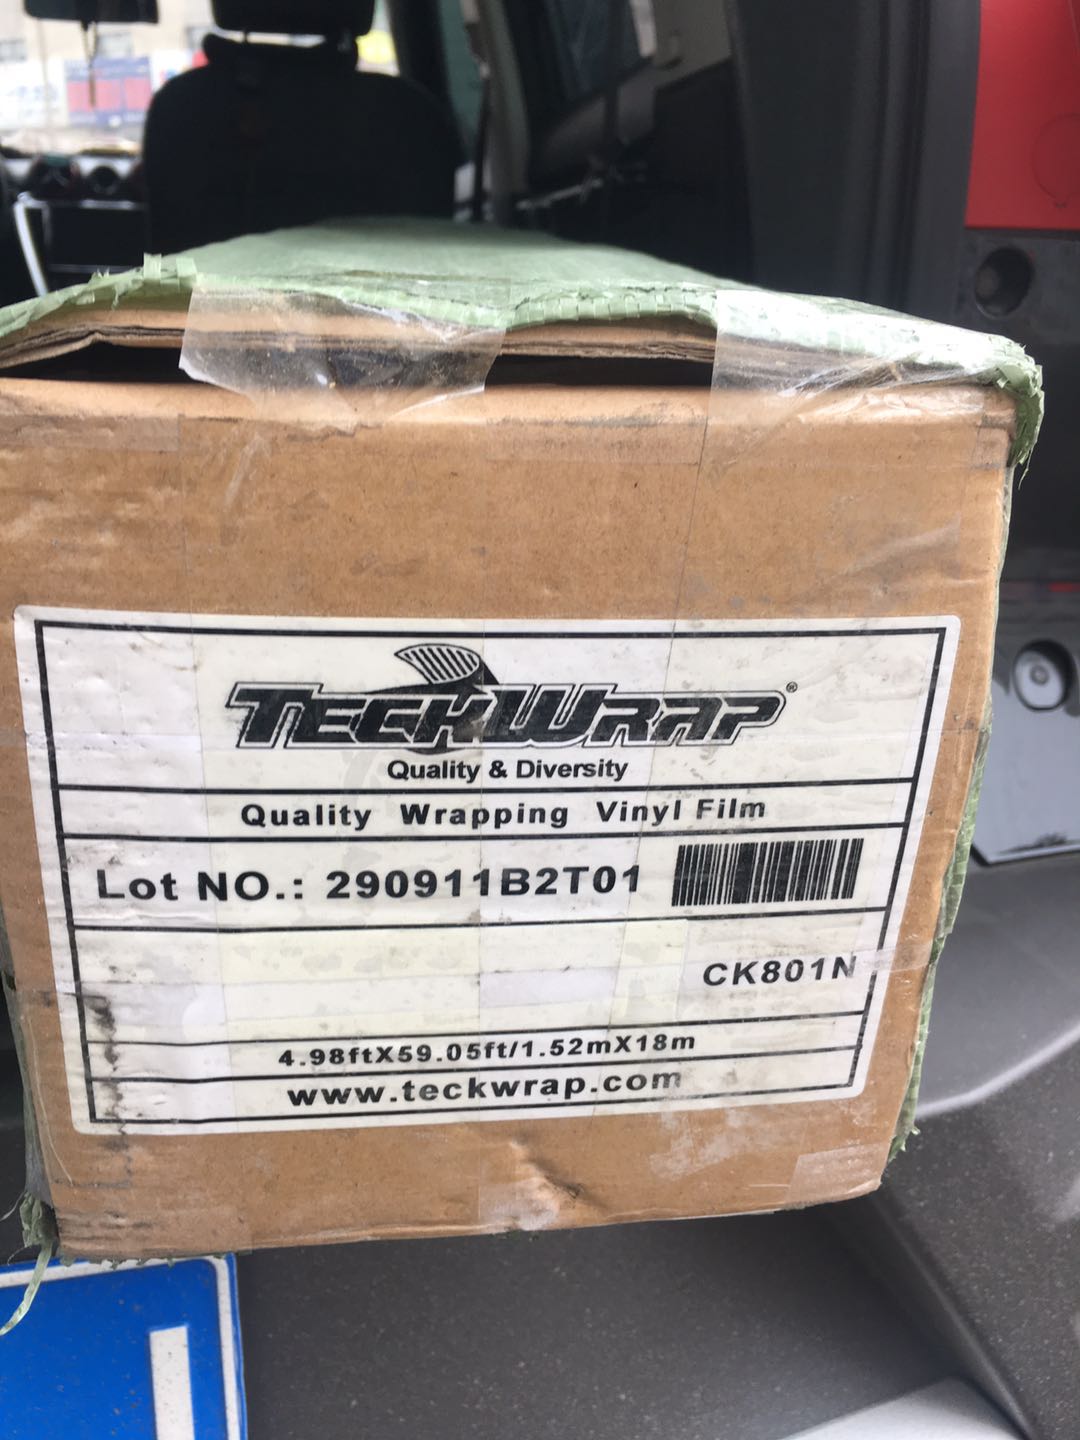 TECKWRAP®
Quality & Diversity
Quality Wrapping Vinyl Film
Lot NO.: 290911B2T01
CK801N
4.98ftX59.05ft/1.52mX18m
www.teckwrap.com